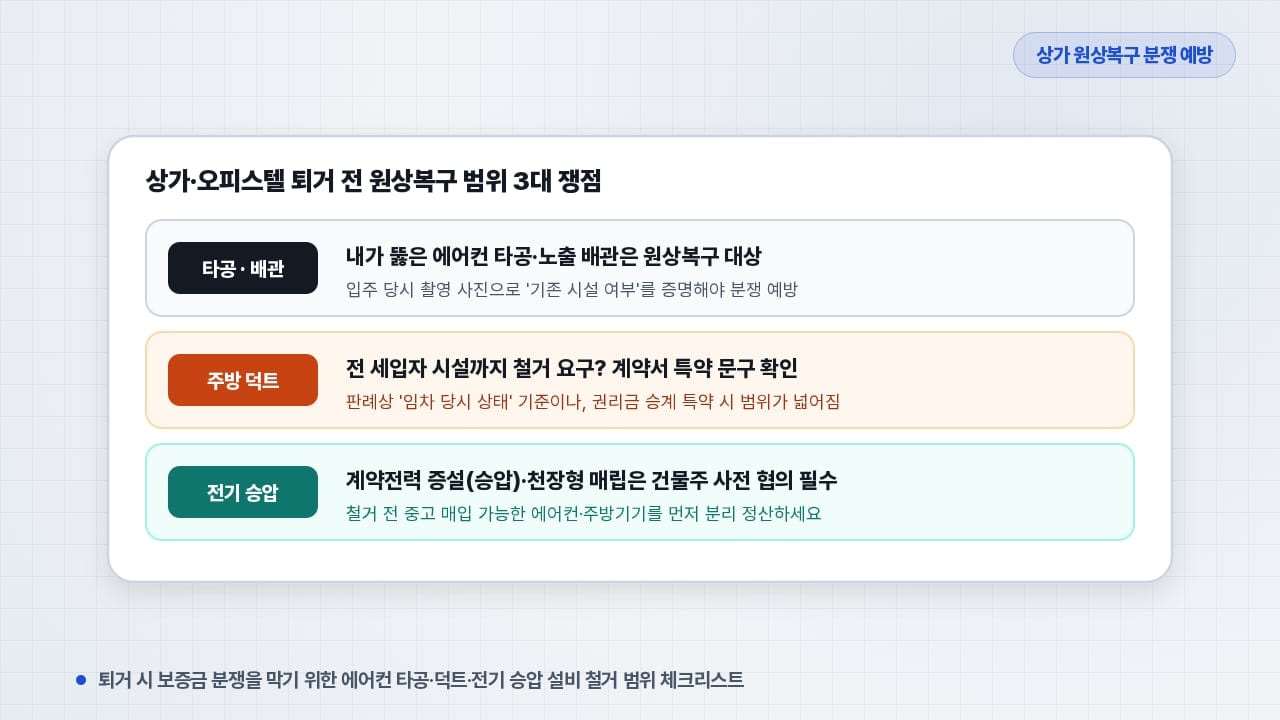 상가 원상복구 분쟁 예방
상가·오피스텔 퇴거 전 원상복구 범위 3대 쟁점
타공 · 배관
내가 뚫은 에어컨 타공·노출 배관은 원상복구 대상
입주 당시 촬영 사진으로 '기존 시설 여부'를 증명해야 분쟁 예방
주방 덕트
전 세입자 시설까지 철거 요구? 계약서 특약 문구 확인
판례상 '임차 당시 상태' 기준이나, 권리금 승계 특약 시 범위가 넓어짐
전기 승압
계약전력 증설(승압)·천장형 매립은 건물주 사전 협의 필수
철거 전 중고 매입 가능한 에어컨·주방기기를 먼저 분리 정산하세요
퇴거 시 보증금 분쟁을 막기 위한 에어컨 타공·덕트·전기 승압 설비 철거 범위 체크리스트